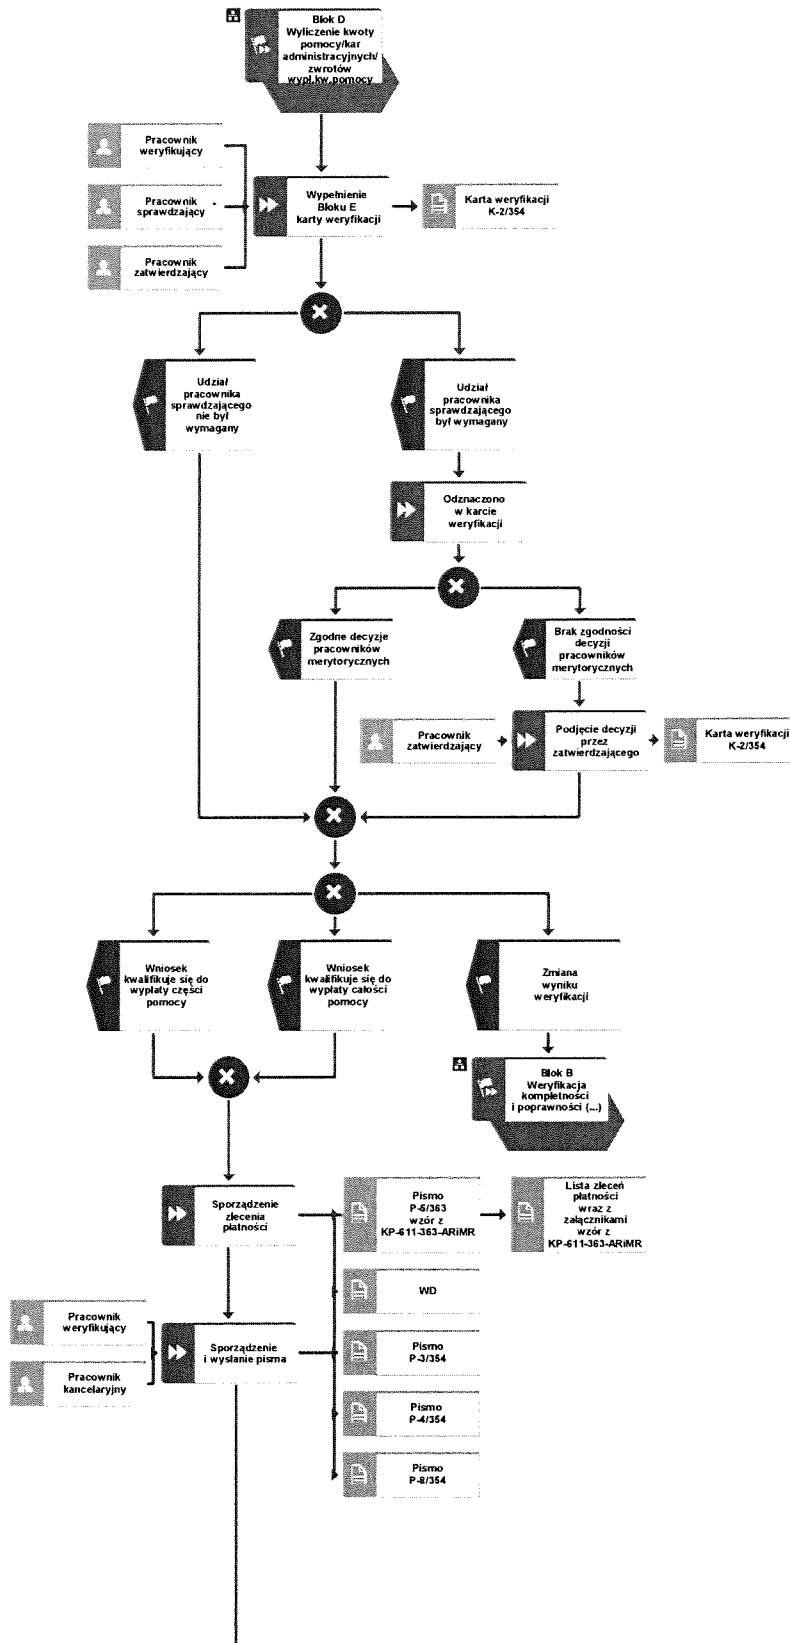 Blok D
Wyliczenie kwoty
pomocy/kar
administracyjnych/
zwrotów
wypł.kw.pomocy
Pracownik
weryfikujący
Pracownik
sprawdzający
Pracownik
zatwierdzający
Wypełnienie
Bloku E
karty weryfikacji
Karta weryfikacji
K-2/354
Udział
pracownika
sprawdzającego
nie był
wymagany
Udział
pracownika
sprawdzającego
był wymagany
Odznaczono
w karcie
weryfikacji
Zgodne decyzje
pracowników
merytorycznych
Brak zgodności
decyzji
pracowników
merytorycznych
Pracownik
zatwierdzający
Podjęcie decyzji
przez
zatwierdzającego
Karta weryfikacji
K-2/354
Wniosek
kwalifikuje się do
wypłaty części
pomocy
Wniosek
kwalifikuje się do
wypłaty całości
pomocy
Zmiana
wyniku
weryfikacji
Blok B
Weryfikacja
kompletności
i poprawności (...)
Sporządzenie
zlecenia
płatności
Pismo
P-5/363
wzór z
KP-611-363-ARiMR
Lista zleceń
płatności
wraz z
załącznikami
wzór z
KP-611-363-ARiMR
WD
Pracownik
weryfikujący
Pracownik
kancelaryjny
Sporządzenie
i wysłanie pisma
Pismo
P-3/354
Pismo
P-4/354
Pismo
P-8/354